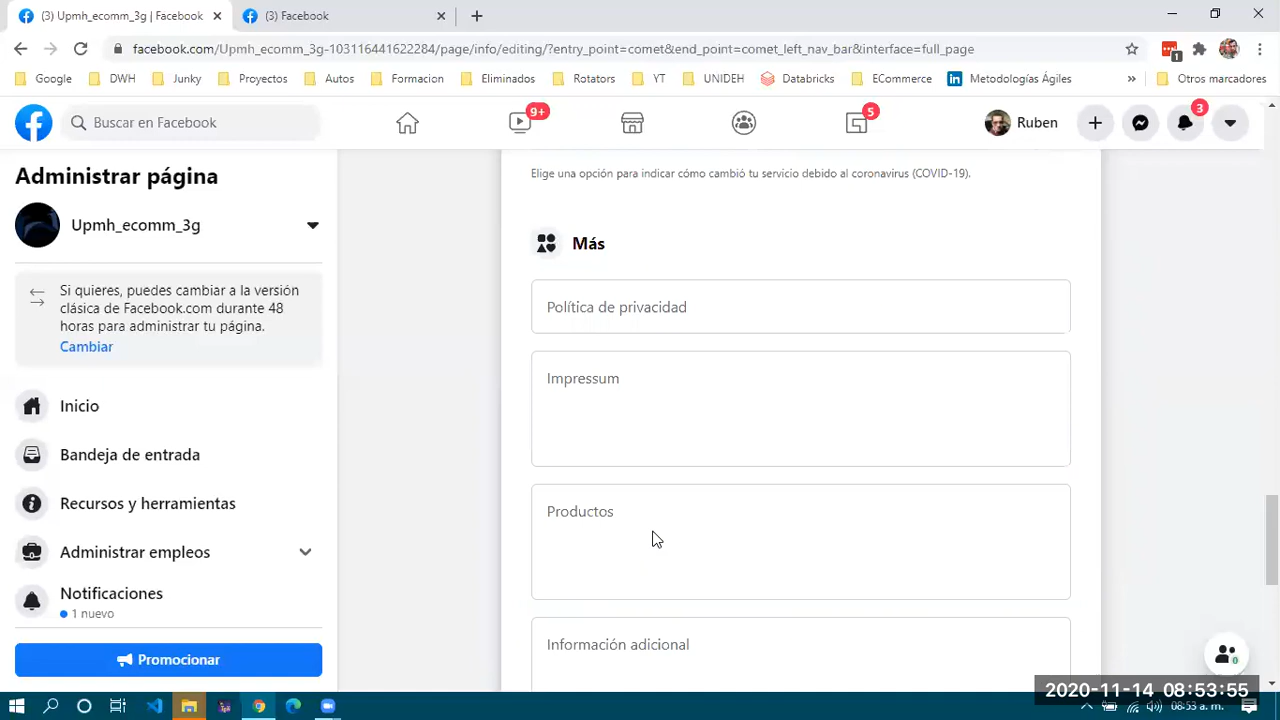 (3) Upmh_ecomm_3g | Facebook
(3) Facebook
facebook.com/Upmh_ecomm_3g-103116441622284/page/info/editing/?entry_point=comet&end_point=comet_left_nav_bar&interface=full_page
1
Google
DWH
Junky
Proyectos
Autos
Formacion
Eliminados
Rotators
YT
UNIDEH
Databricks
ECommerce
Metodologías Ágiles
»
Otros marcadores
Buscar en Facebook
9+
5
Ruben
3
Administrar página
Upmh_ecomm_3g
Si quieres, puedes cambiar a la versión
clásica de Facebook.com durante 48
horas para administrar tu página.
Cambiar
Inicio
Bandeja de entrada
Recursos y herramientas
Administrar empleos
Notificaciones
1 nuevo
Promocionar
Elige una opción para indicar cómo cambió tu servicio debido al coronavirus (COVID-19).
Más
Política de privacidad
Impressum
Productos
Información adicional
0
2020-11-14 08:53:55
08:53 a. m.